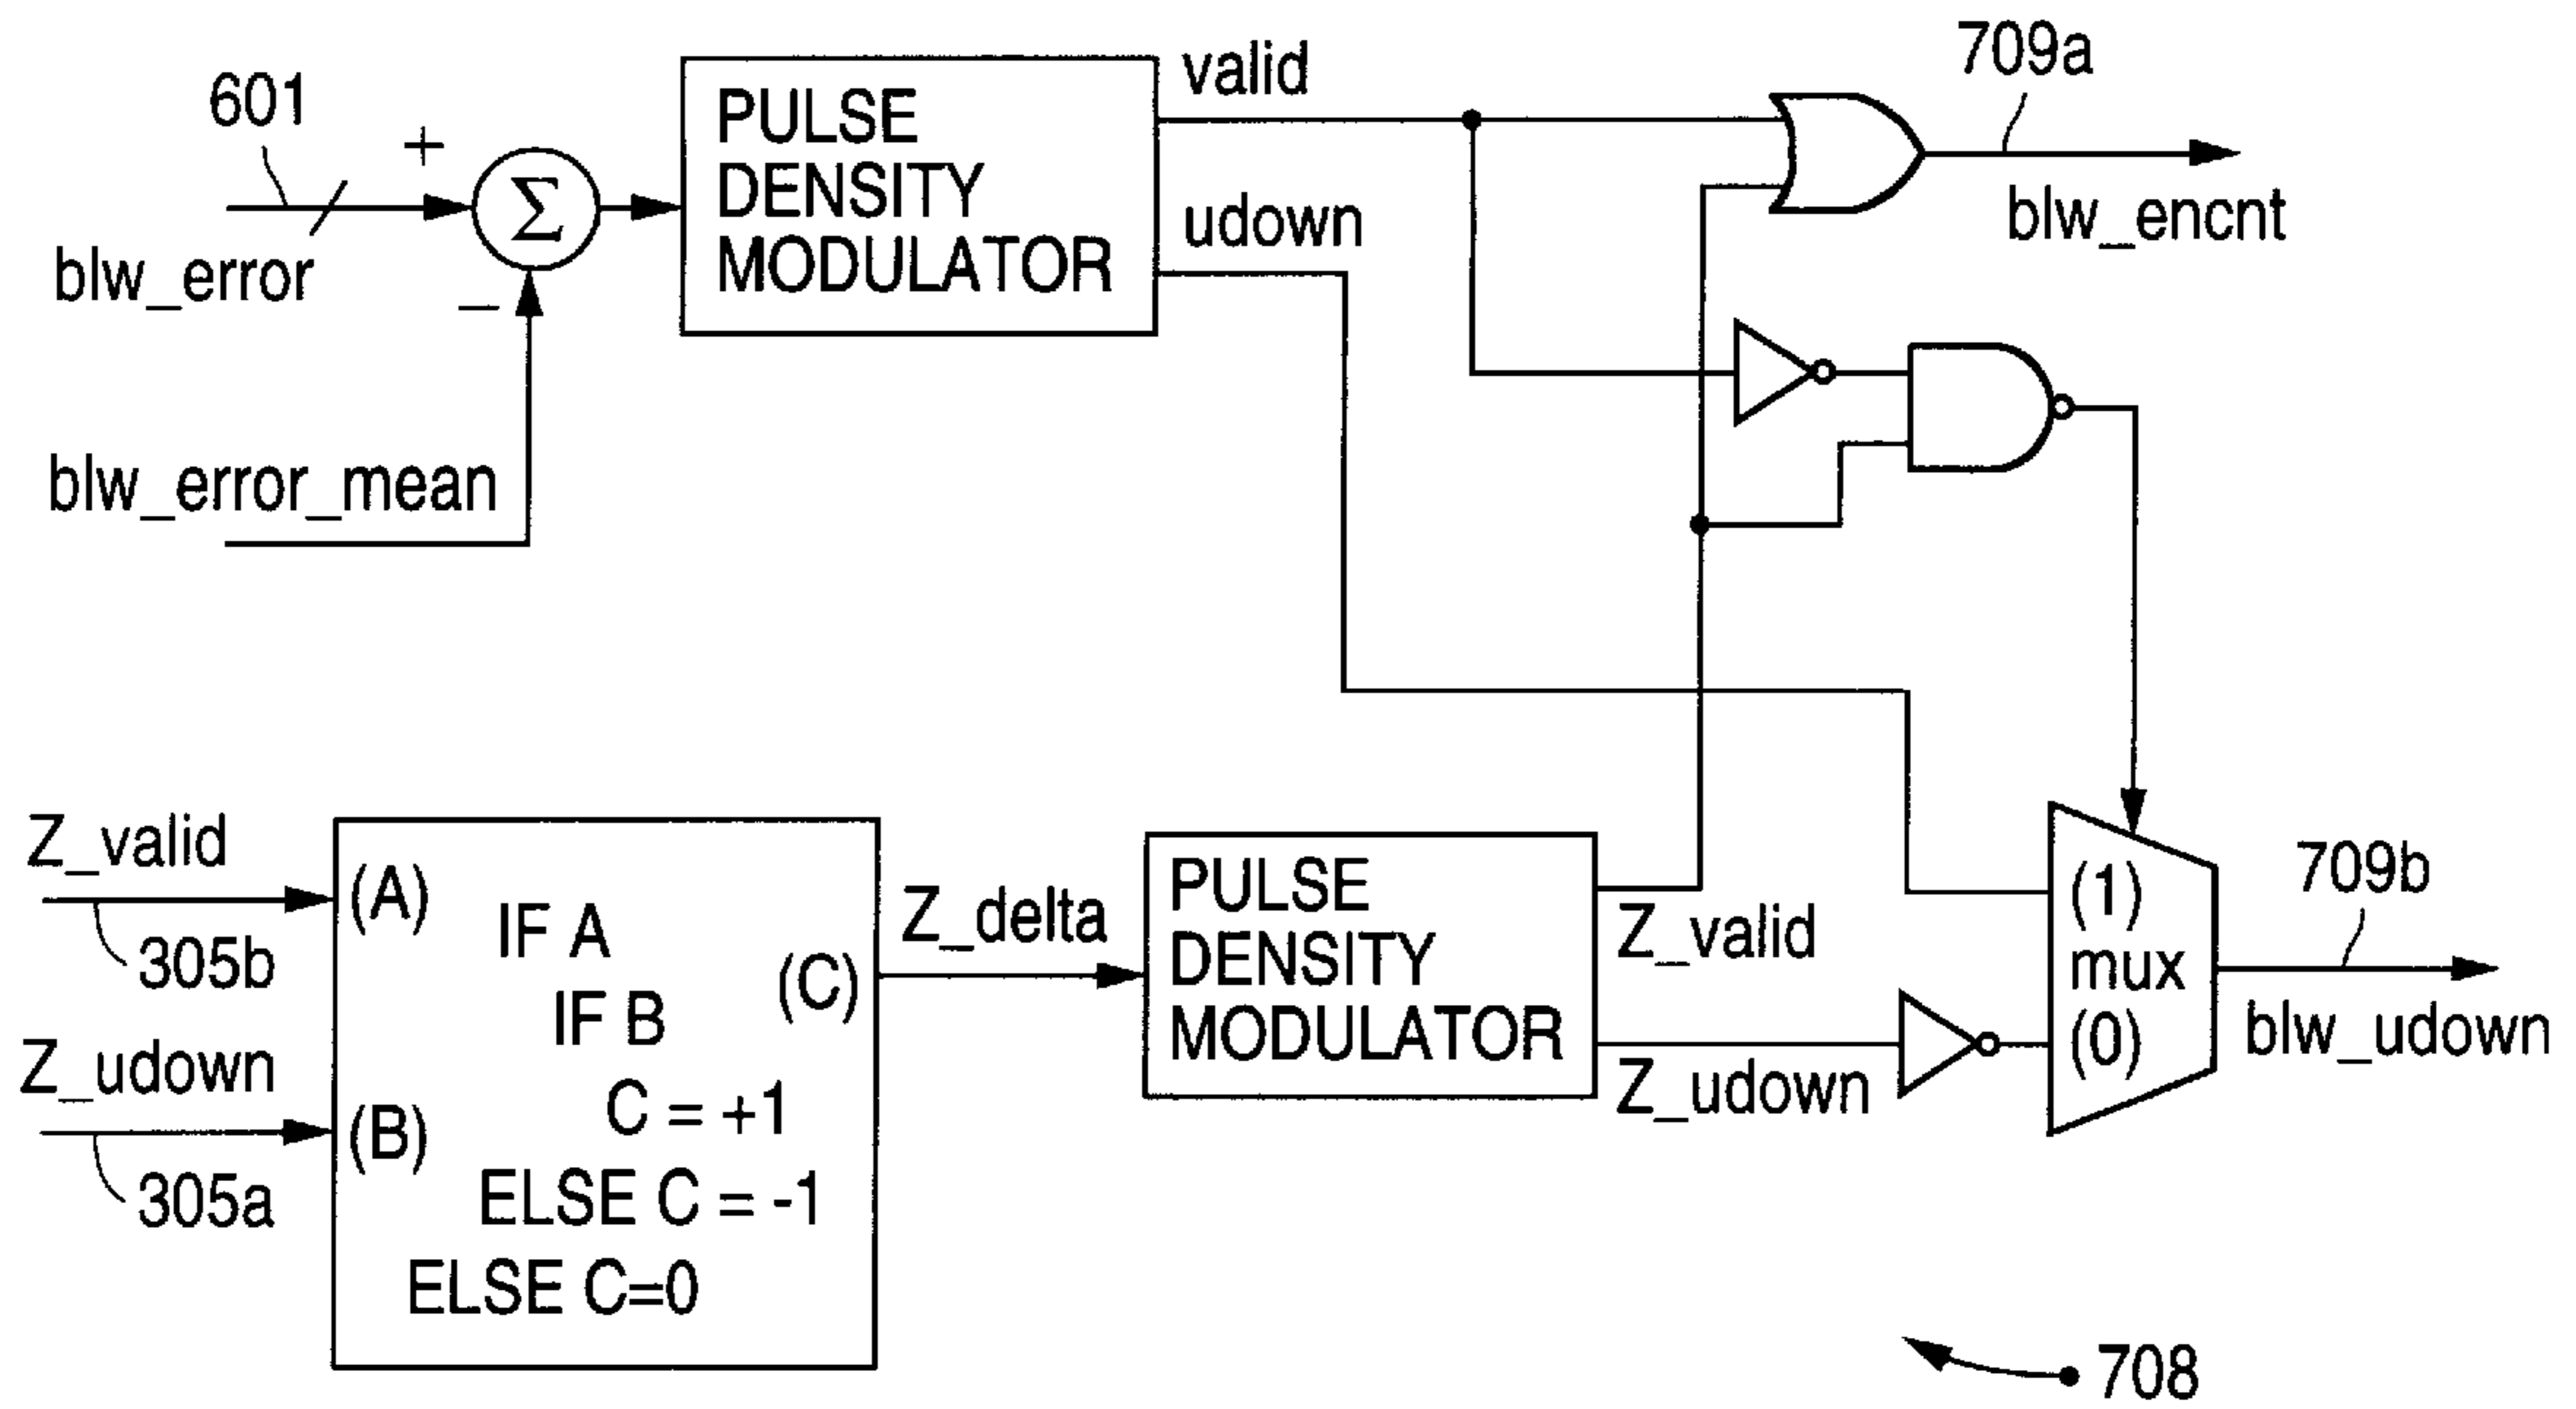 601
+
Σ
blw_error
–
blw_error_mean
PULSE
DENSITY
MODULATOR
valid
udown
709a
blw_encnt
Z_valid
305b
Z_udown
305a
(A)
(B)
IF A
IF B
(C)
C = +1
ELSE C = -1
ELSE C=0
Z_delta
PULSE
DENSITY
MODULATOR
Z_valid
Z_udown
(1)
mux
(0)
709b
blw_udown
708